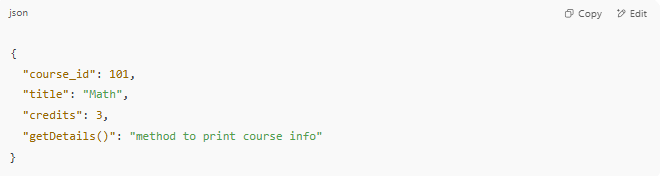 json Copy Edit
{
"course_id": 101,
"title": "Math",
"credits": 3,
"getDetails()": "method to print course info"
}